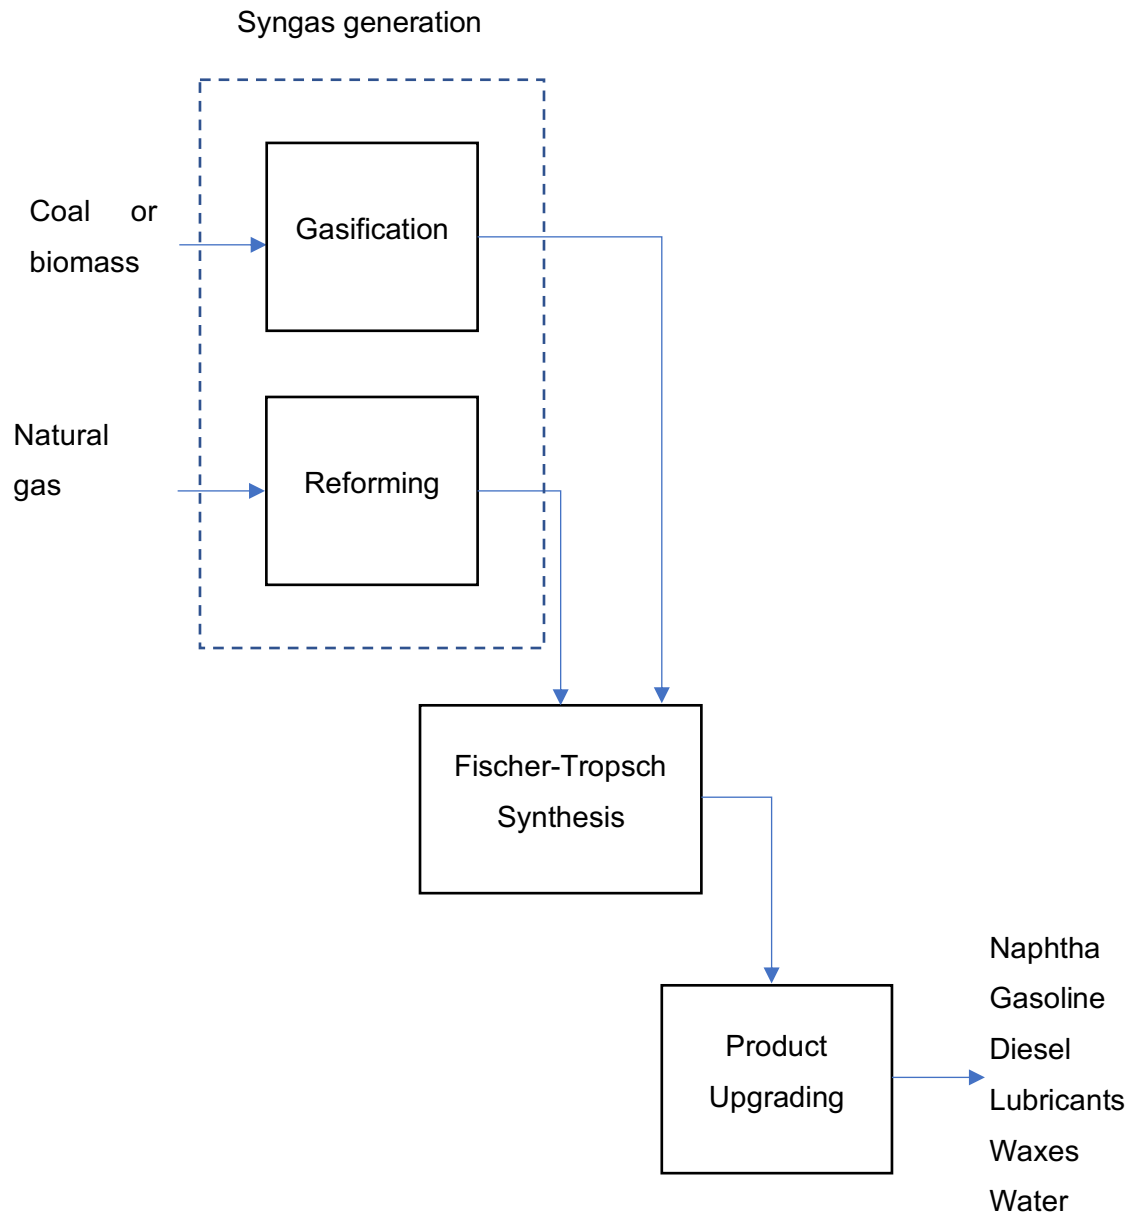 Syngas generation
Coal or
biomass
Gasification
Natural
gas
Reforming
Fischer-Tropsch
Synthesis
Product
Upgrading
Naphtha
Gasoline
Diesel
Lubricants
Waxes
Water